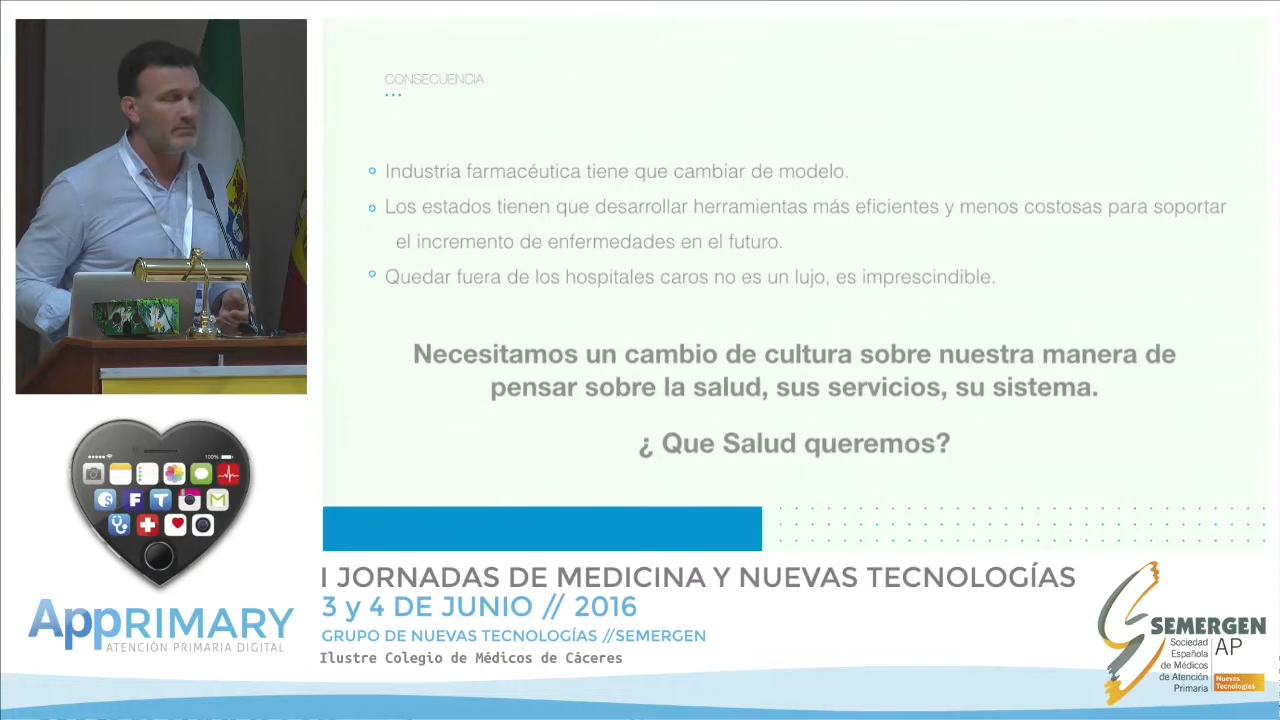 CONSECUENCIA
Industria farmacéutica tiene que cambiar de modelo.
Los estados tienen que desarrollar herramientas más eficientes y menos costosas para soportar
el incremento de enfermedades en el futuro.
Quedar fuera de los hospitales caros no es un lujo, es imprescindible.
Necesitamos un cambio de cultura sobre nuestra manera de
pensar sobre la salud, sus servicios, su sistema.
¿ Que Salud queremos?
100%
F
T
M
AppRIMARY
ATENCIÓN PRIMARIA DIGITAL
I JORNADAS DE MEDICINA Y NUEVAS TECNOLOGÍAS
3 y 4 DE JUNIO // 2016
GRUPO DE NUEVAS TECNOLOGÍAS //SEMERGEN
Ilustre Colegio de Médicos de Cáceres
SEMERGEN
Sociedad
Española
de Médicos
de Atención
Primaria
AP
Nuevas
Tecnologías